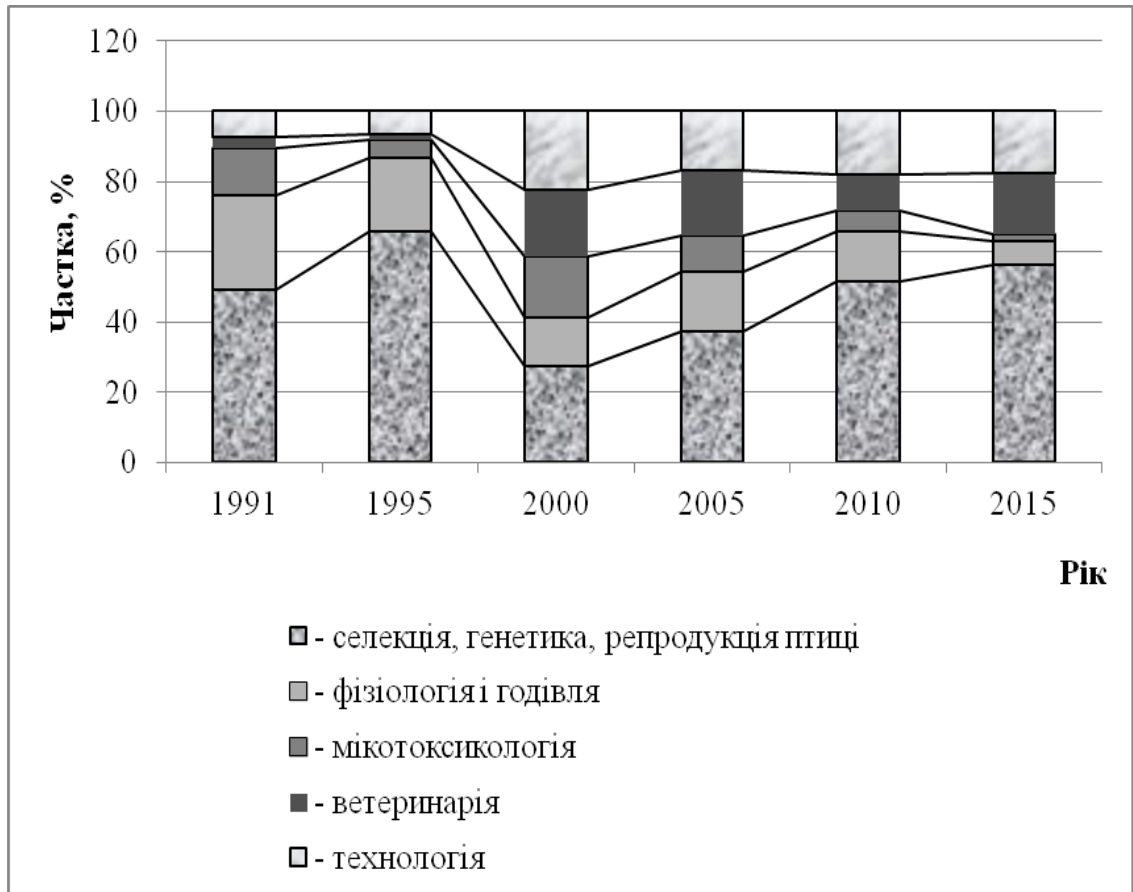 120
100
80
60
40
20
0
Частка, %
1991 1995 2000 2005 2010 2015
Рік
- селекція, генетика, репродукція птиці
- фізіологія і годівля
- мікотоксикологія
- ветеринарія
- технологія